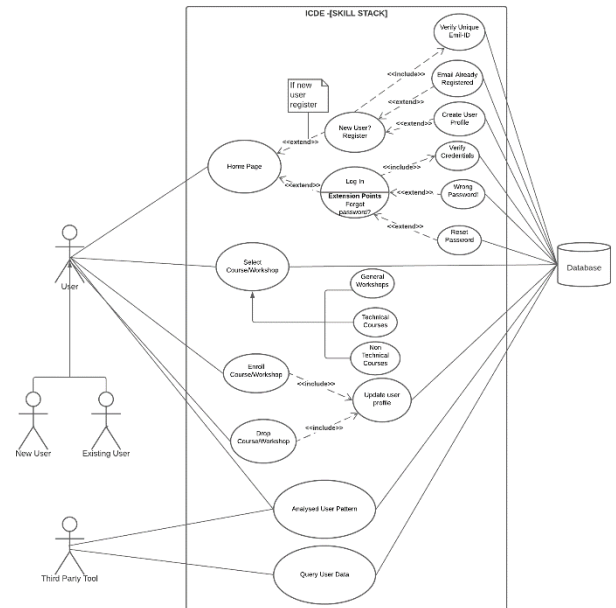 ICDE -[SKILL STACK]
Verify Unique
Emil-ID
<<include>>
If new
user
register
Email Already
Registered
<<extend>>
New User?
Register
<<extend>>
Create User
Profile
<<extend>>
Home Page
Log In
<<include>>
Verify
Credentials
<<extend>>
Extension Points
Forgot
password?
<<extend>>
Wrong
Password!
<<extend>>
Reset
Password
User
Select
Course/Workshop
General
Workshops
Technical
Courses
Non
Technical
Courses
Database
Enroll
Course/Workshop
<<include>>
Update user
profile
Drop
Course/Workshop
<<include>>
New User
Existing User
Analysed User Pattern
Third Party Tool
Query User Data